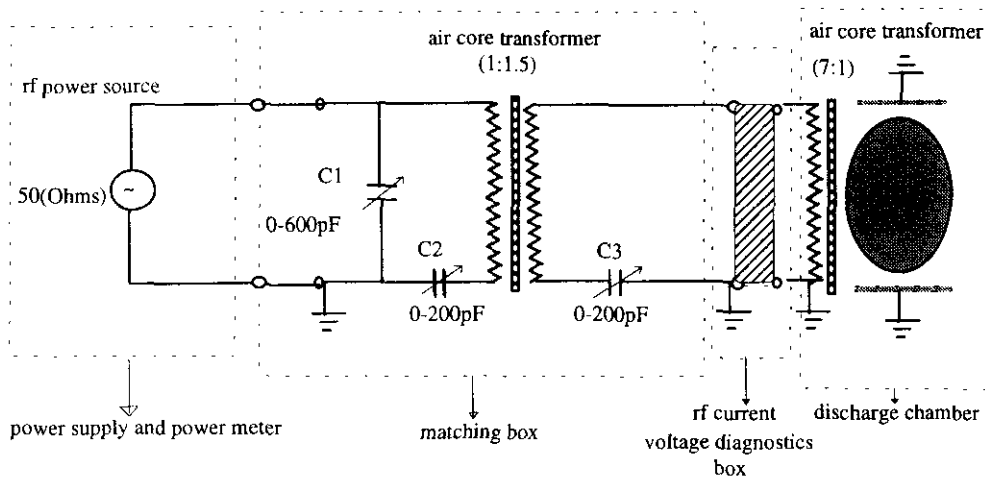 air core transformer
(1:1.5)
air core transformer
(7:1)
rf power source
50(Ohms)
~
C1
0-600pF
C2
0-200pF
C3
0-200pF
power supply and power meter
matching box
rf current
voltage diagnostics
box
discharge chamber